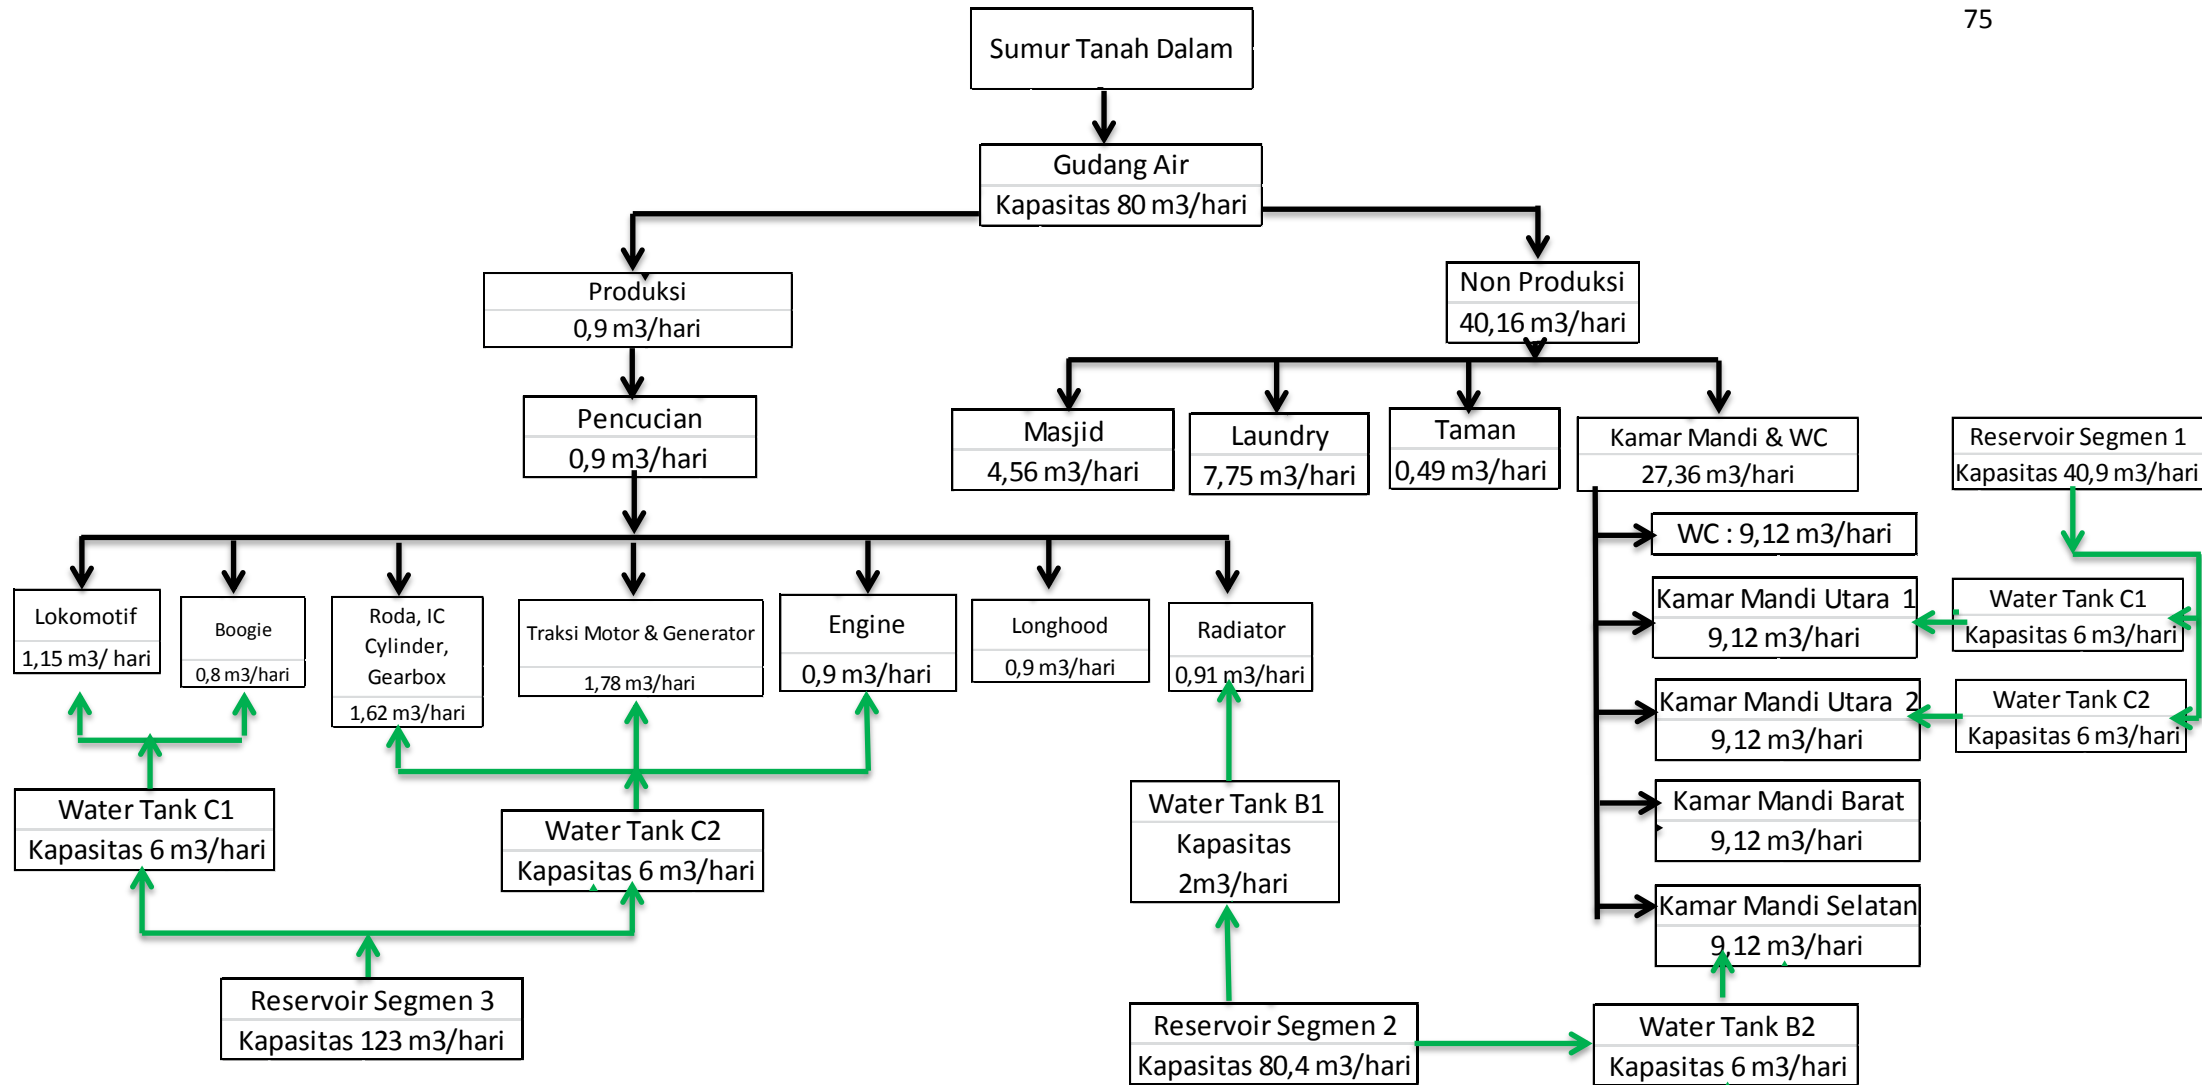 75
Sumur Tanah Dalam
Gudang Air
Kapasitas 80 m3/hari
Produksi
0,9 m3/hari
Non Produksi
40,16 m3/hari
Pencucian
0,9 m3/hari
Masjid
4,56 m3/hari
Laundry
7,75 m3/hari
Taman
0,49 m3/hari
Kamar Mandi & WC
27,36 m3/hari
Reservoir Segmen 1
Kapasitas 40,9 m3/hari
WC : 9,12 m3/hari
Kamar Mandi Utara 1
9,12 m3/hari
Water Tank C1
Kapasitas 6 m3/hari
Kamar Mandi Utara 2
9,12 m3/hari
Water Tank C2
Kapasitas 6 m3/hari
Kamar Mandi Barat
9,12 m3/hari
Kamar Mandi Selatan
9,12 m3/hari
Lokomotif
1,15 m3/ hari
Boogie
0,8 m3/hari
Roda, IC
Cylinder,
Gearbox
1,62 m3/hari
Traksi Motor & Generator
1,78 m3/hari
Engine
0,9 m3/hari
Longhood
0,9 m3/hari
Radiator
0,91 m3/hari
Water Tank C1
Kapasitas 6 m3/hari
Water Tank C2
Kapasitas 6 m3/hari
Water Tank B1
Kapasitas
2m3/hari
Reservoir Segmen 3
Kapasitas 123 m3/hari
Reservoir Segmen 2
Kapasitas 80,4 m3/hari
Water Tank B2
Kapasitas 6 m3/hari